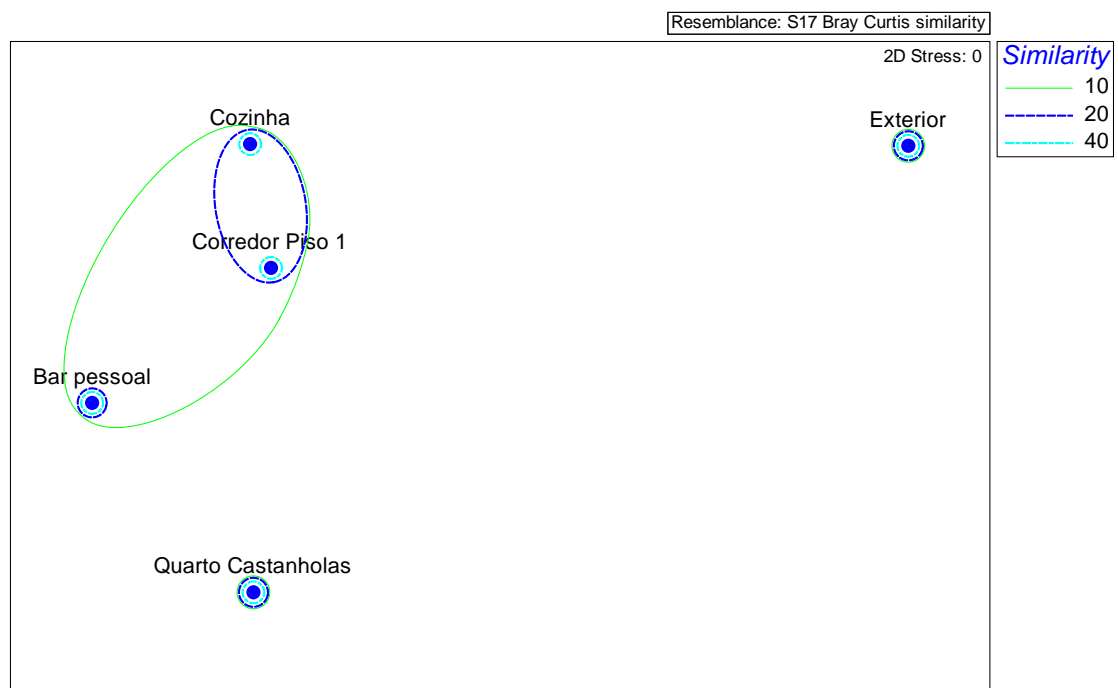 Resemblance: S17 Bray Curtis similarity
2D Stress: 0
Similarity
10
20
40
Cozinha
Exterior
Corredor Piso 1
Bar pessoal
Quarto Castanholas